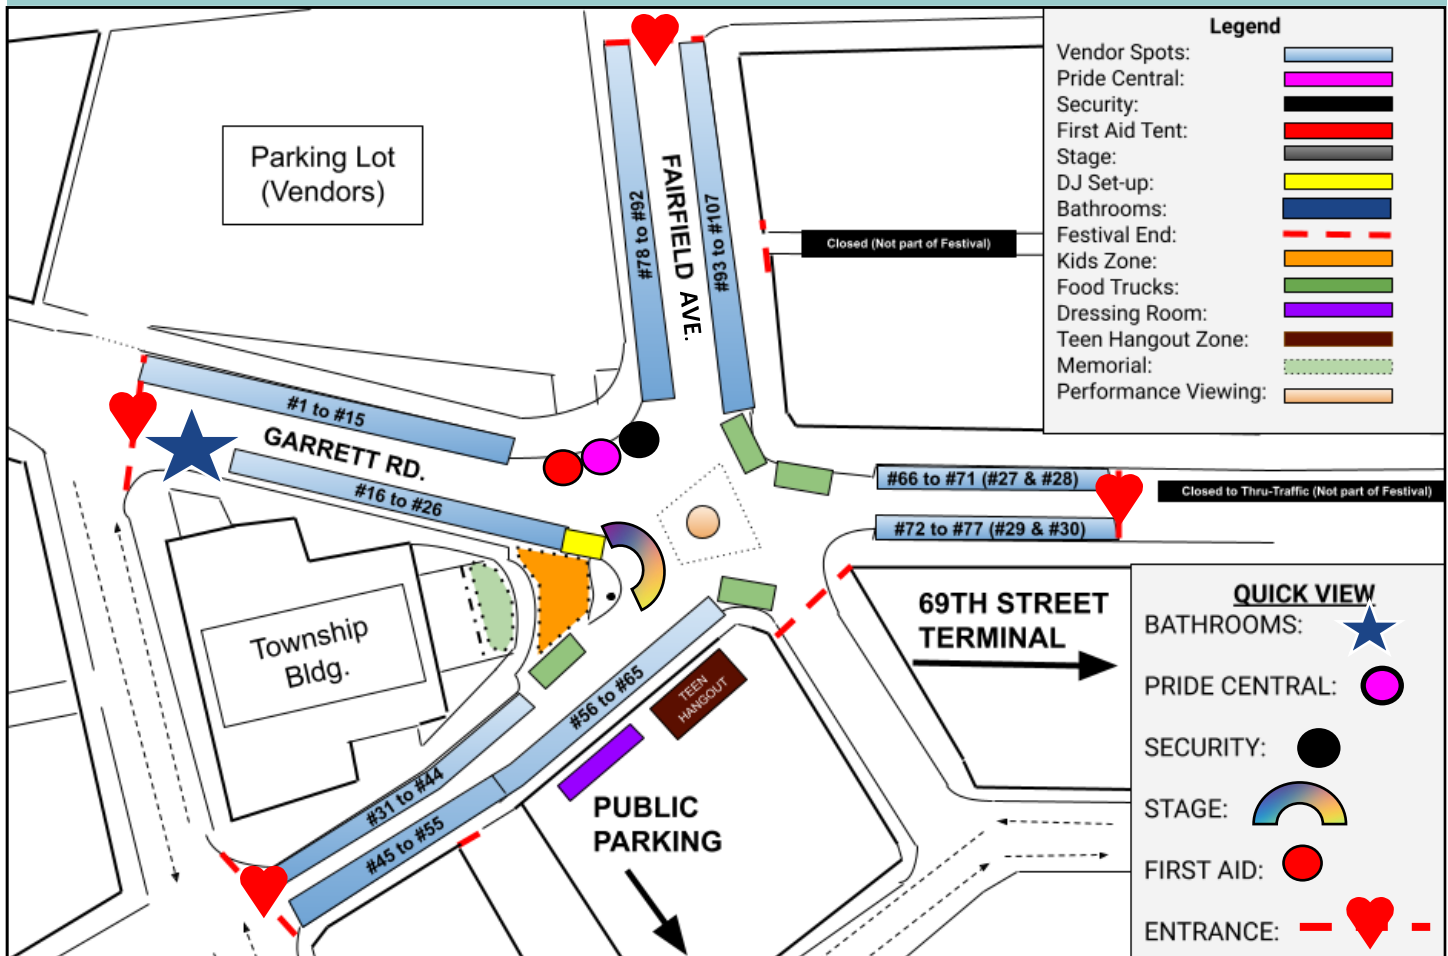 Legend
Vendor Spots:
Pride Central:
Security:
First Aid Tent:
Stage:
DJ Set-up:
Bathrooms:
Festival End:
Kids Zone:
Food Trucks:
Dressing Room:
Teen Hangout Zone:
Memorial:
Performance Viewing:
Parking Lot
(Vendors)
FAIRFIELD AVE.
#78 to #92
#93 to #107
Closed (Not part of Festival)
#1 to #15
GARRETT RD.
#16 to #26
#66 to #71 (#27 & #28)
Closed to Thru-Traffic (Not part of Festival)
#72 to #77 (#29 & #30)
Township
Bldg.
69TH STREET
TERMINAL
#56 to #65
TEEN
HANGOUT
#31 to #44
#45 to #55
PUBLIC
PARKING
QUICK VIEW
BATHROOMS:
PRIDE CENTRAL:
SECURITY:
STAGE:
FIRST AID:
ENTRANCE: